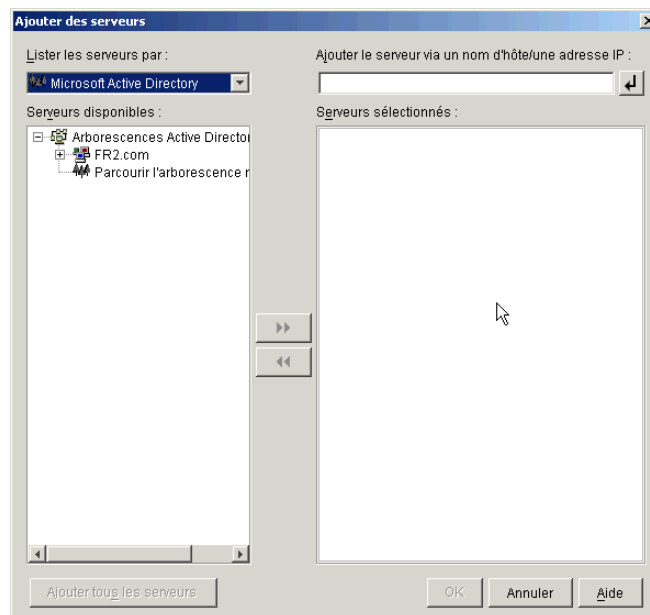 Ajouter des serveurs
Lister les serveurs par :
Microsoft Active Directory
Ajouter le serveur via un nom d'hôte/une adresse IP :
Serveurs disponibles :
Serveurs sélectionnés :
Arborescences Active Director
FR2.com
Parcourir l'arborescence r
Ajouter tous les serveurs
OK
Annuler
Aide